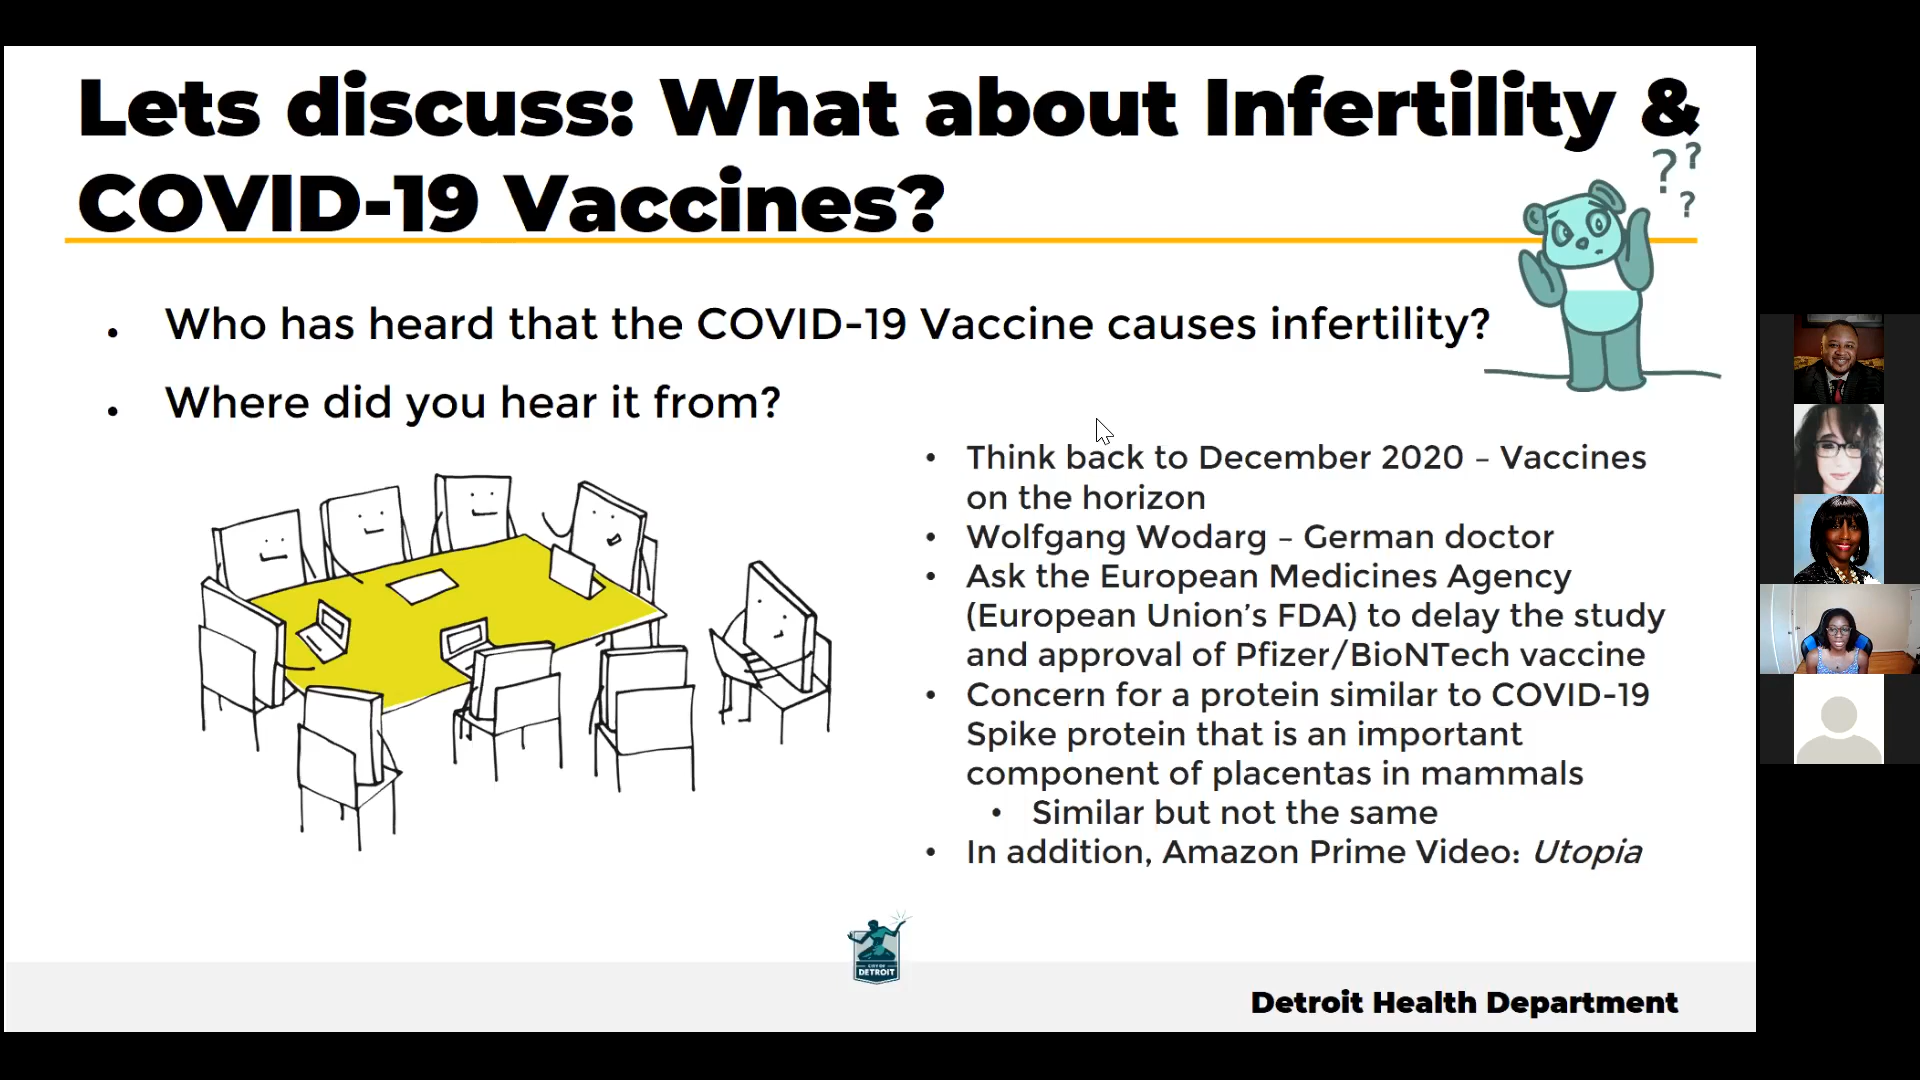 Lets discuss: What about Infertility &
COVID-19 Vaccines?
? ?
?
• Who has heard that the COVID-19 Vaccine causes infertility?
• Where did you hear it from?
• Think back to December 2020 – Vaccines
on the horizon
• Wolfgang Wodarg – German doctor
• Ask the European Medicines Agency
(European Union's FDA) to delay the study
and approval of Pfizer/BioNTech vaccine
• Concern for a protein similar to COVID-19
Spike protein that is an important
component of placentas in mammals
• Similar but not the same
• In addition, Amazon Prime Video: Utopia
CITY OF
DETROIT
Detroit Health Department